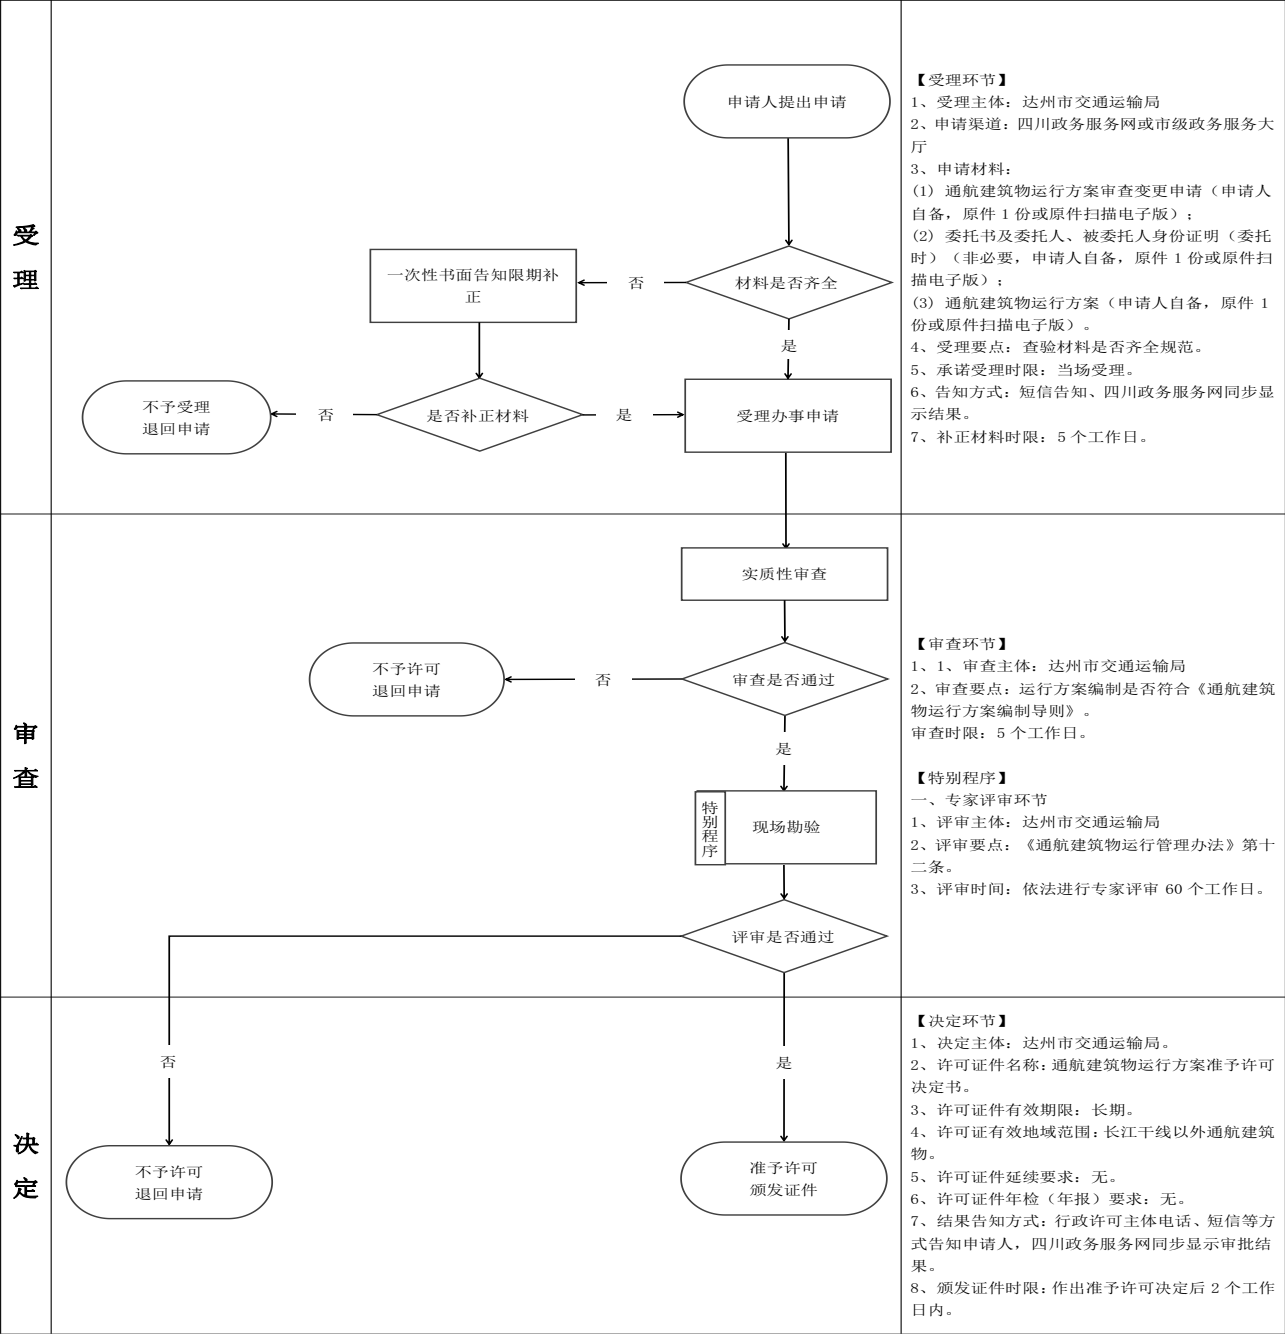 受
理
申请人提出申请
材料是否齐全
否
一次性书面告知限期补
正
是
不予受理
退回申请
否
是否补正材料
是
受理办事申请
【受理环节】
1、受理主体：达州市交通运输局
2、申请渠道：四川政务服务网或市级政务服务大
厅
3、申请材料：
(1) 通航建筑物运行方案审查变更申请（申请人
自备，原件 1 份或原件扫描电子版）；
(2) 委托书及委托人、被委托人身份证明（委托
时）（非必要，申请人自备，原件 1 份或原件扫
描电子版）；
(3) 通航建筑物运行方案（申请人自备，原件 1
份或原件扫描电子版）。
4、受理要点：查验材料是否齐全规范。
5、承诺受理时限：当场受理。
6、告知方式：短信告知、四川政务服务网同步显
示结果。
7、补正材料时限：5 个工作日。
审
查
实质性审查
不予许可
退回申请
否
审查是否通过
是
特别程序
现场勘验
评审是否通过
【审查环节】
1、1、审查主体：达州市交通运输局
2、审查要点：运行方案编制是否符合《通航建筑
物运行方案编制导则》。
审查时限：5 个工作日。
【特别程序】
一、专家评审环节
1、评审主体：达州市交通运输局
2、评审要点：《通航建筑物运行管理办法》第十
二条。
3、评审时间：依法进行专家评审 60 个工作日。
决
定
否
是
不予许可
退回申请
准予许可
颁发证件
【决定环节】
1、决定主体：达州市交通运输局。
2、许可证件名称：通航建筑物运行方案准予许可
决定书。
3、许可证件有效期限：长期。
4、许可证有效地域范围：长江干线以外通航建筑
物。
5、许可证件延续要求：无。
6、许可证件年检（年报）要求：无。
7、结果告知方式：行政许可主体电话、短信等方
式告知申请人，四川政务服务网同步显示审批结
果。
8、颁发证件时限：作出准予许可决定后 2 个工作
日内。